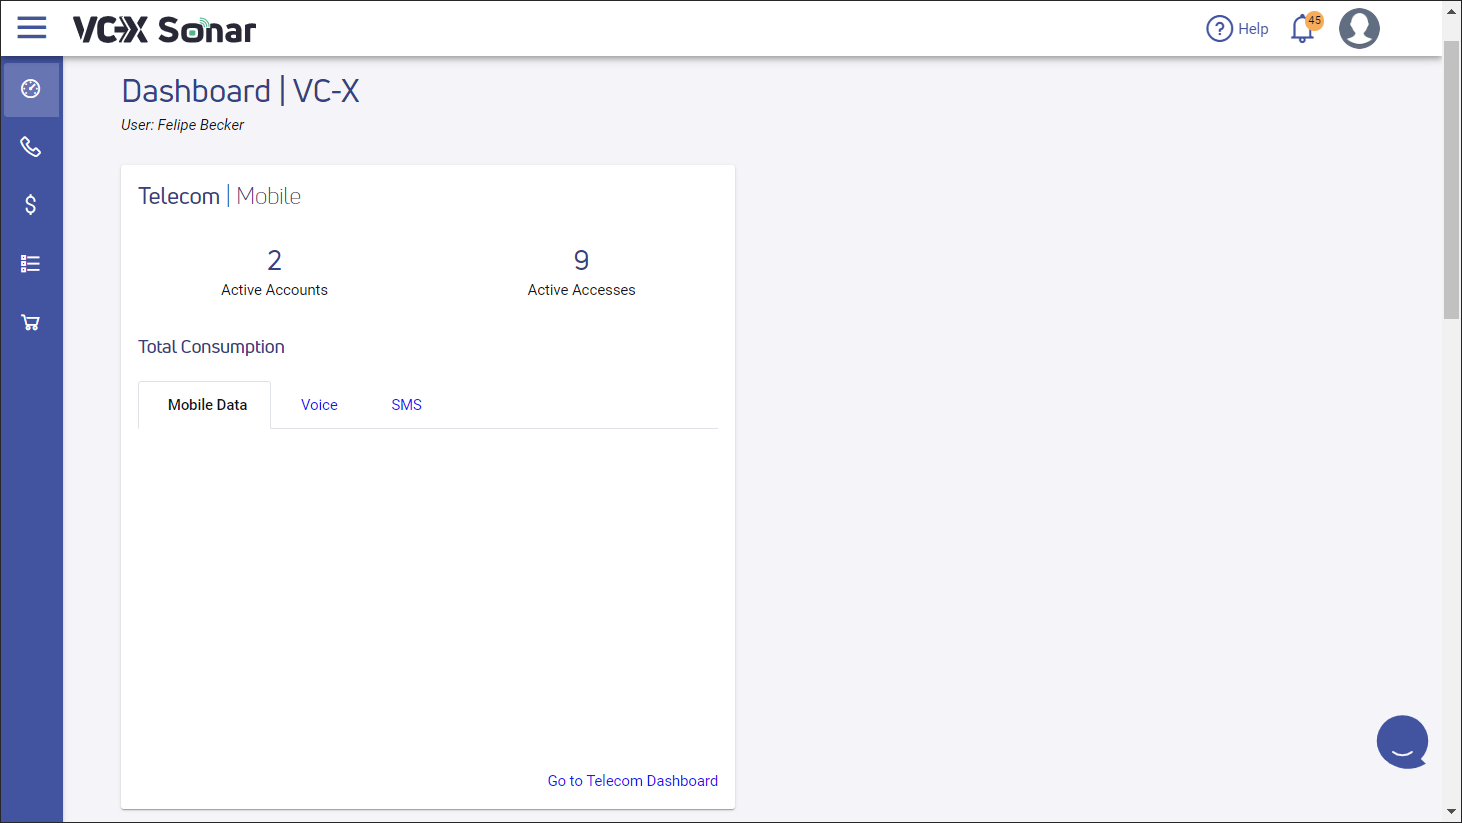 VC-X Sonar
Help
45
Dashboard | VC-X
User: Felipe Becker
Telecom | Mobile
2
9
Active Accounts
Active Accesses
Total Consumption
Mobile Data
Voice
SMS
Go to Telecom Dashboard